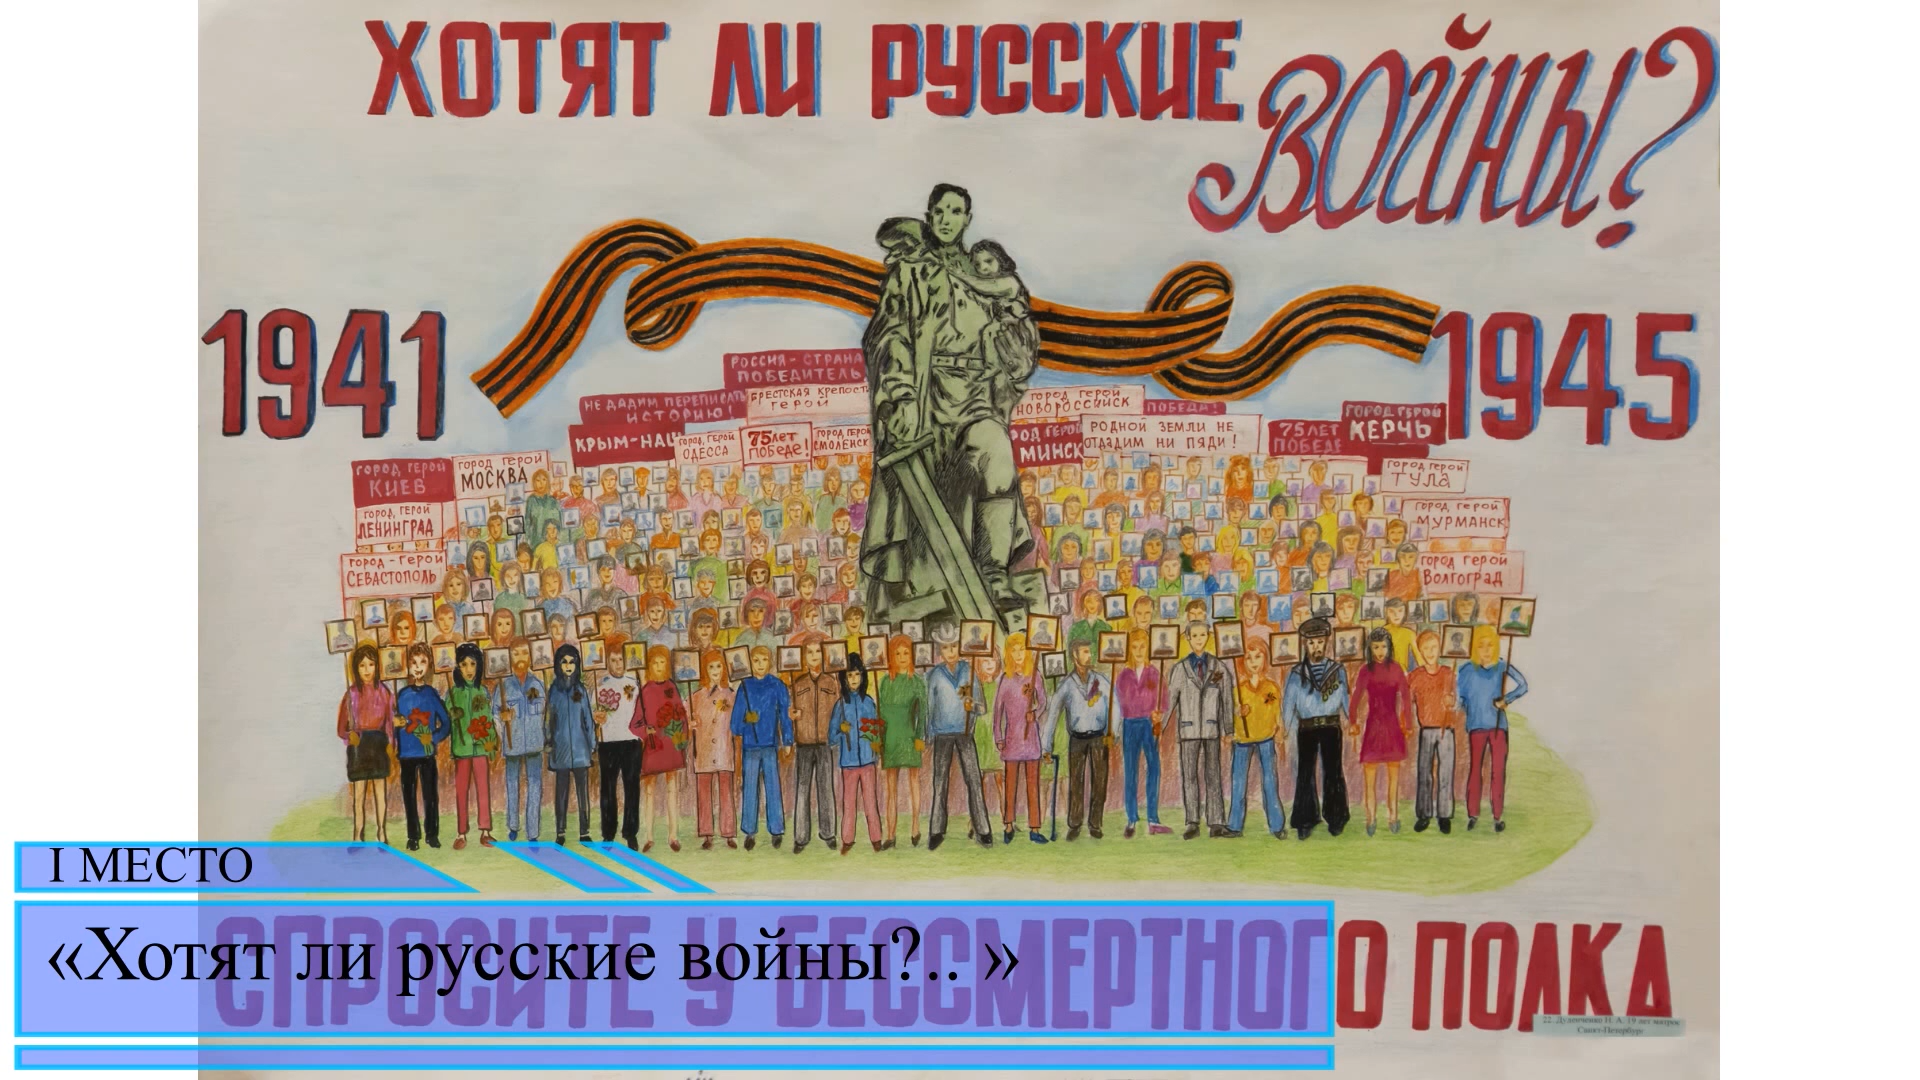 ХОТЯТ ЛИ РУССКИЕ
ВОЙНЫ?
1941
1945
РОССИЯ - СТРАНА
ПОБЕДИТЕЛЬ
НЕ ДАДИМ ПЕРЕПИСАТЬ
ИСТОРИЮ!
БРЕСТСКАЯ КРЕПОСТЬ
ГЕРОЙ
КРЫМ-НАШ
ГОРОД ГЕРОЙ
ОДЕССА
75 ЛЕТ
ПОБЕДЕ!
ГОРОД ГЕРОЙ
СМОЛЕНСК
ГОРОД ГЕРОЙ
КИЕВ
ГОРОД ГЕРОЙ
МОСКВА
ГОРОД ГЕРОЙ
ЛЕНИНГРАД
ГОРОД - ГЕРОЙ
СЕВАСТОПОЛЬ
ГОРОД ГЕРОЙ
НОВОРОССИЙСК
ПОБЕДА!
ГОРОД ГЕРОЙ
МИНСК
РОДНОЙ ЗЕМЛИ НЕ
ОТДАДИМ НИ ПЯДИ!
75 ЛЕТ
ПОБЕДЕ
ГОРОД ГЕРОЙ
КЕРЧЬ
ГОРОД ГЕРОЙ
ТУЛА
ГОРОД ГЕРОЙ
МУРМАНСК
ГОРОД ГЕРОЙ
ВОЛГОГРАД
I МЕСТО
«Хотят ли русские войны?.. »
СПРОСИТЕ У БЕССМЕРТНОГО ПОЛКА
22. Н. А. 19 лет
Санкт-Петербург